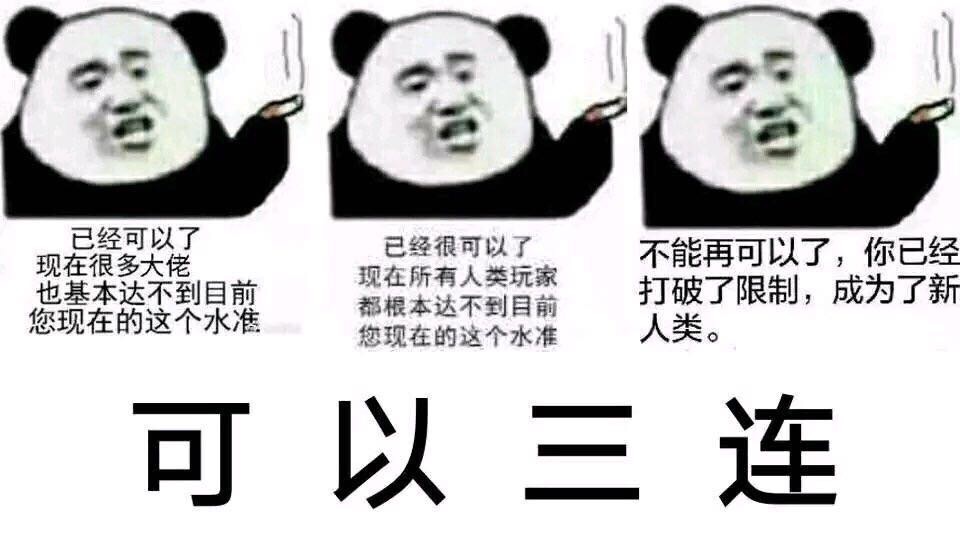 已经可以了
现在很多大佬
也基本达不到目前
您现在的这个水准
已经很可以了
现在所有人类玩家
都根本达不到目前
您现在的这个水准
不能再可以了，你已经
打破了限制，成为了新
人类。
可以三连